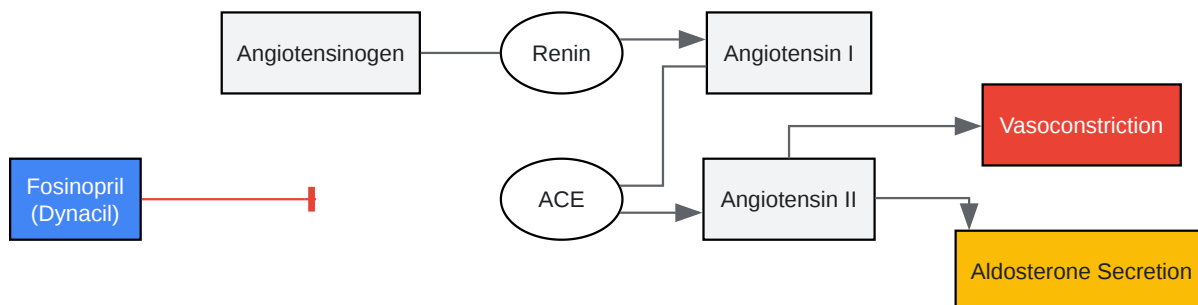 Angiotensinogen
Renin
Angiotensin I
Vasoconstriction
Fosinopril
(Dynacil)
ACE
Angiotensin II
Aldosterone Secretion